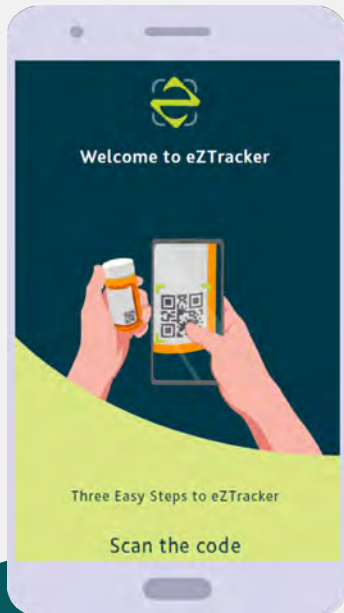 Welcome to eZTracker
Three Easy Steps to eZTracker
Scan the code